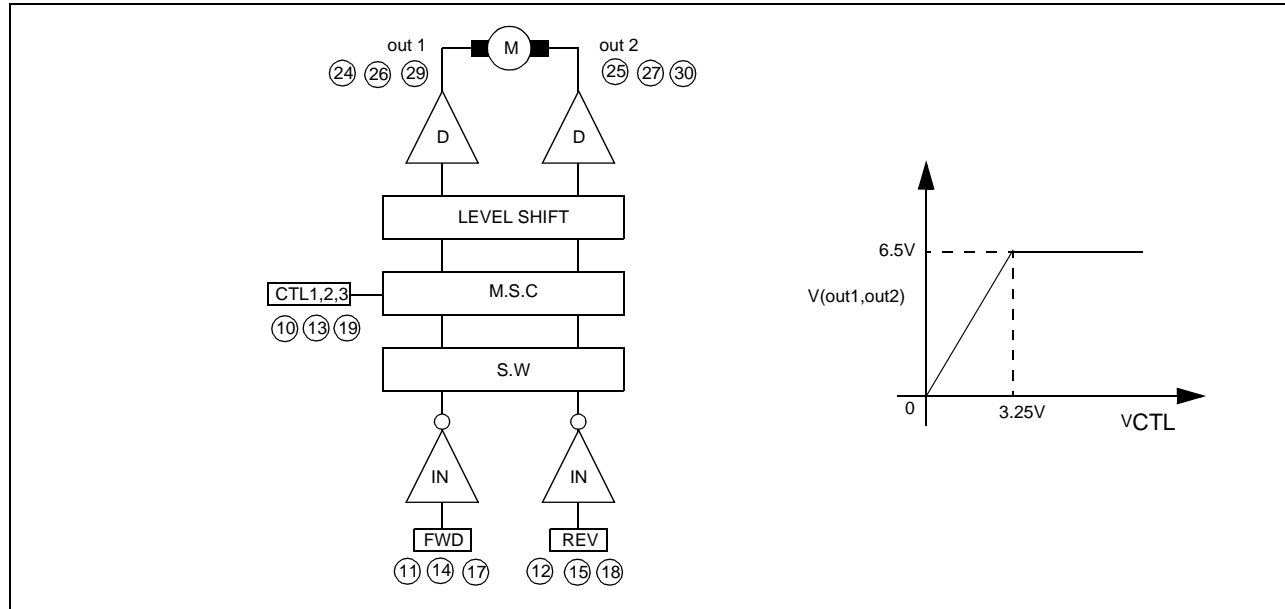 out 1
M
out 2
24 26 29
25 27 30
D
D
LEVEL SHIFT
CTL1,2,3
M.S.C
10 13 19
S.W
IN
IN
FWD
REV
11 14 17
12 15 18
6.5V
V(out1,out2)
0
3.25V
VCTL